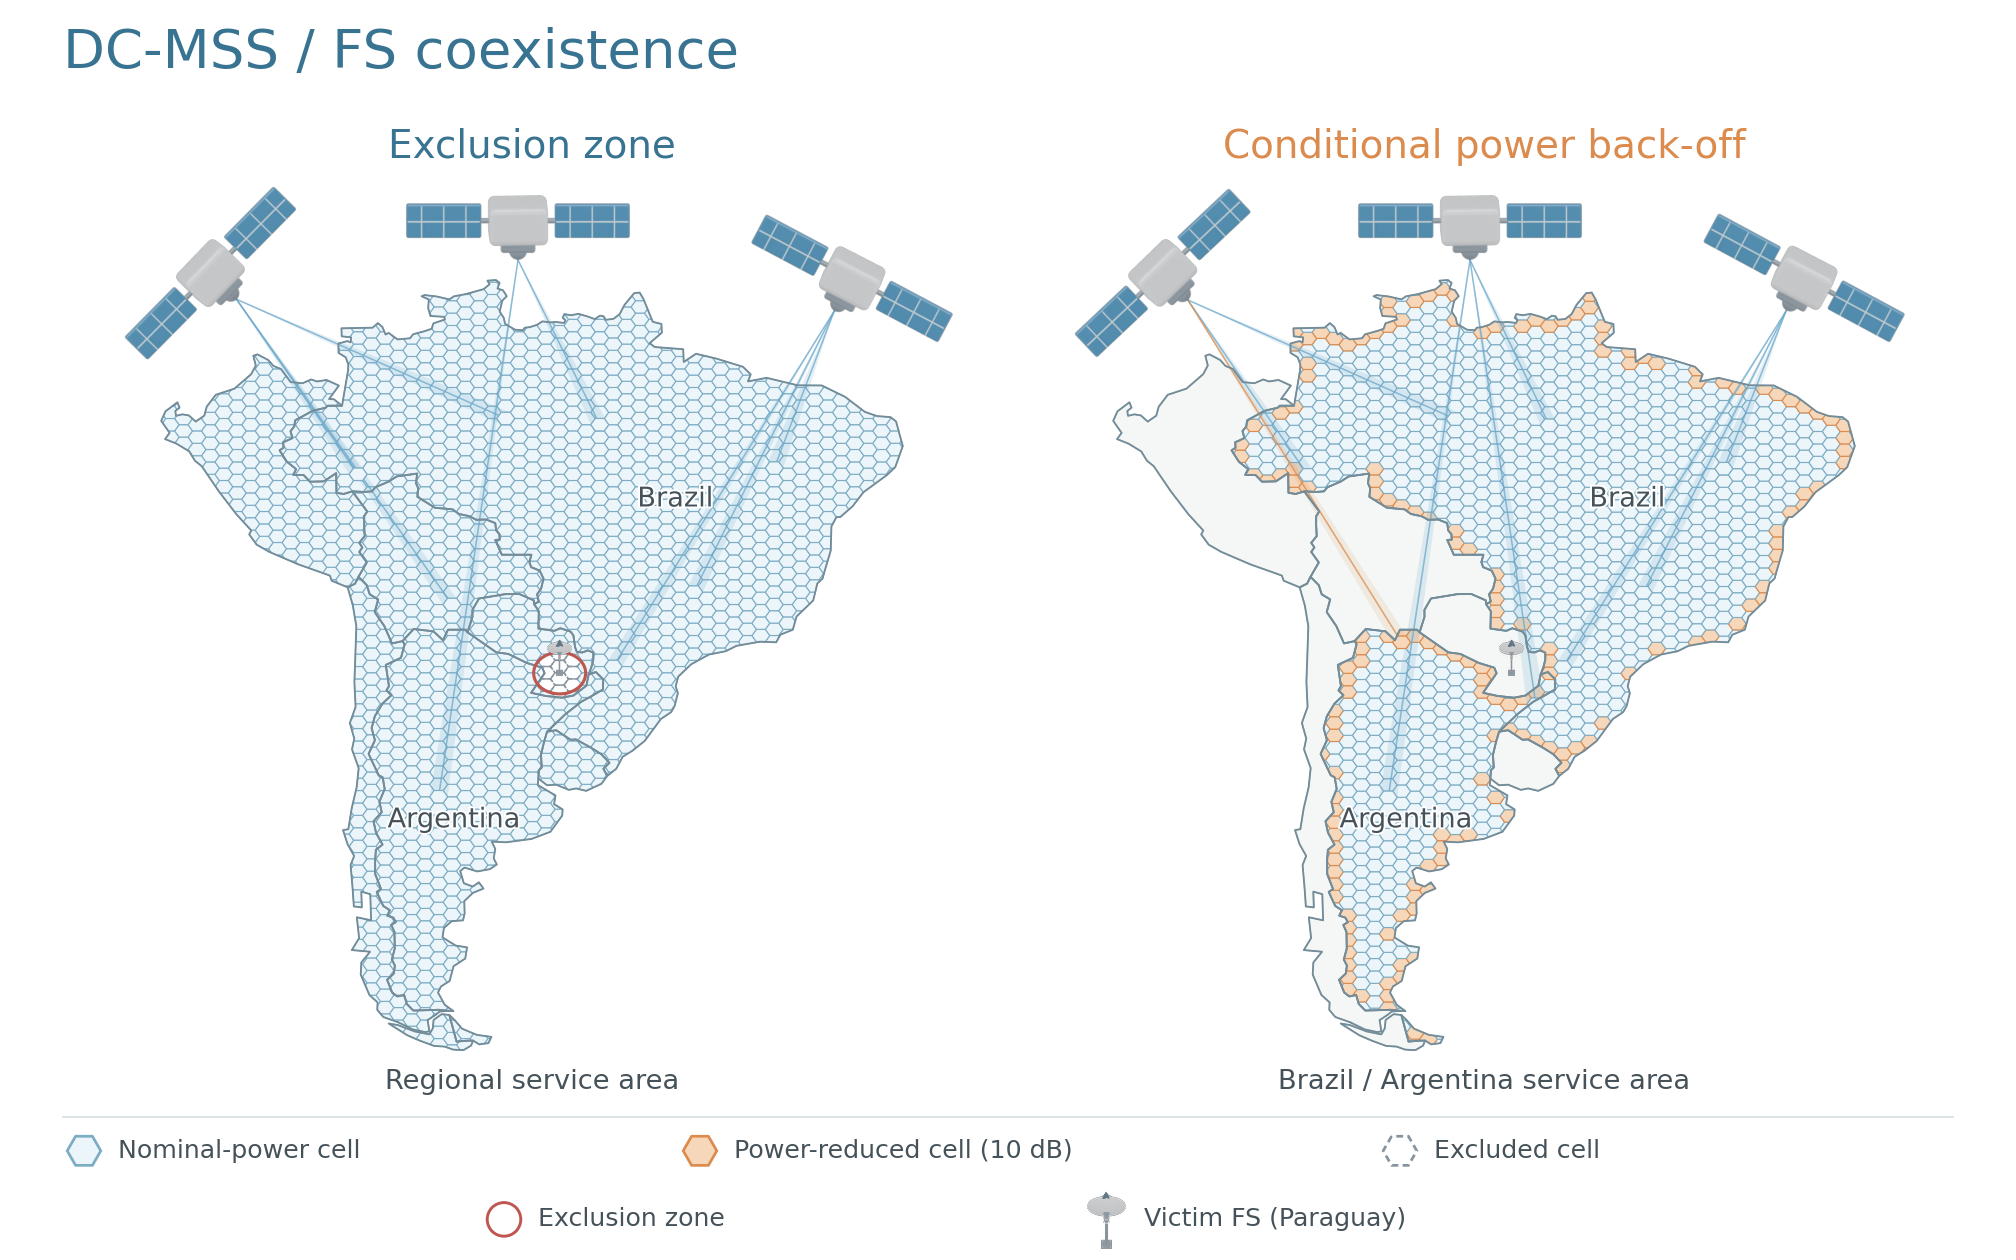 DC-MSS / FS coexistence
Exclusion zone
Conditional power back-off
Brazil
Argentina
Brazil
Argentina
Regional service area
Brazil / Argentina service area
Nominal-power cell
Power-reduced cell (10 dB)
Excluded cell
Exclusion zone
Victim FS (Paraguay)